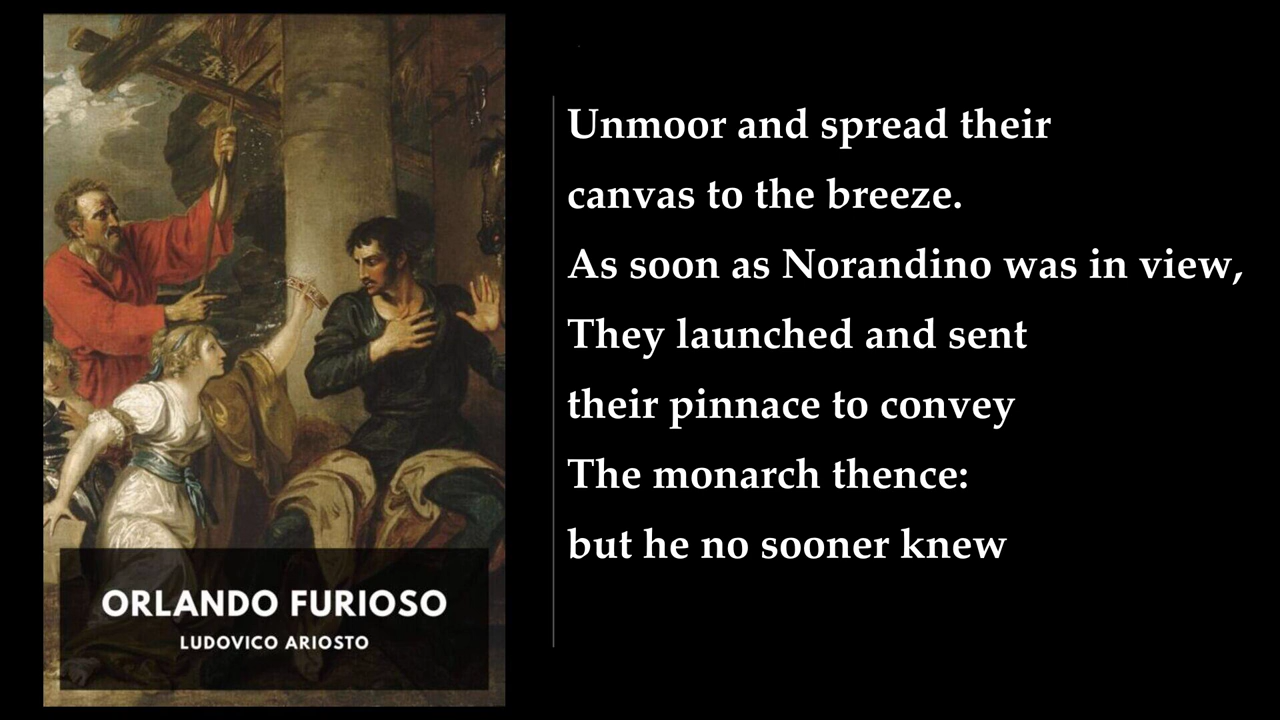 ORLANDO FURIOSO
LUDOVICO ARIOSTO
Unmoor and spread their
canvas to the breeze.
As soon as Norandino was in view,
They launched and sent
their pinnace to convey
The monarch thence:
but he no sooner knew